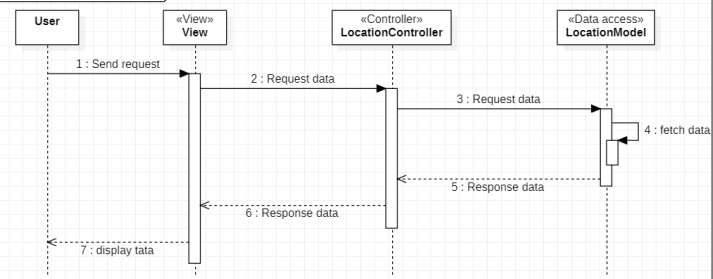 User
«View»
View
«Controller»
LocationController
«Data access»
LocationModel
1 : Send request
2 : Request data
3 : Request data
4 : fetch data
5 : Response data
6 : Response data
7 : display tata